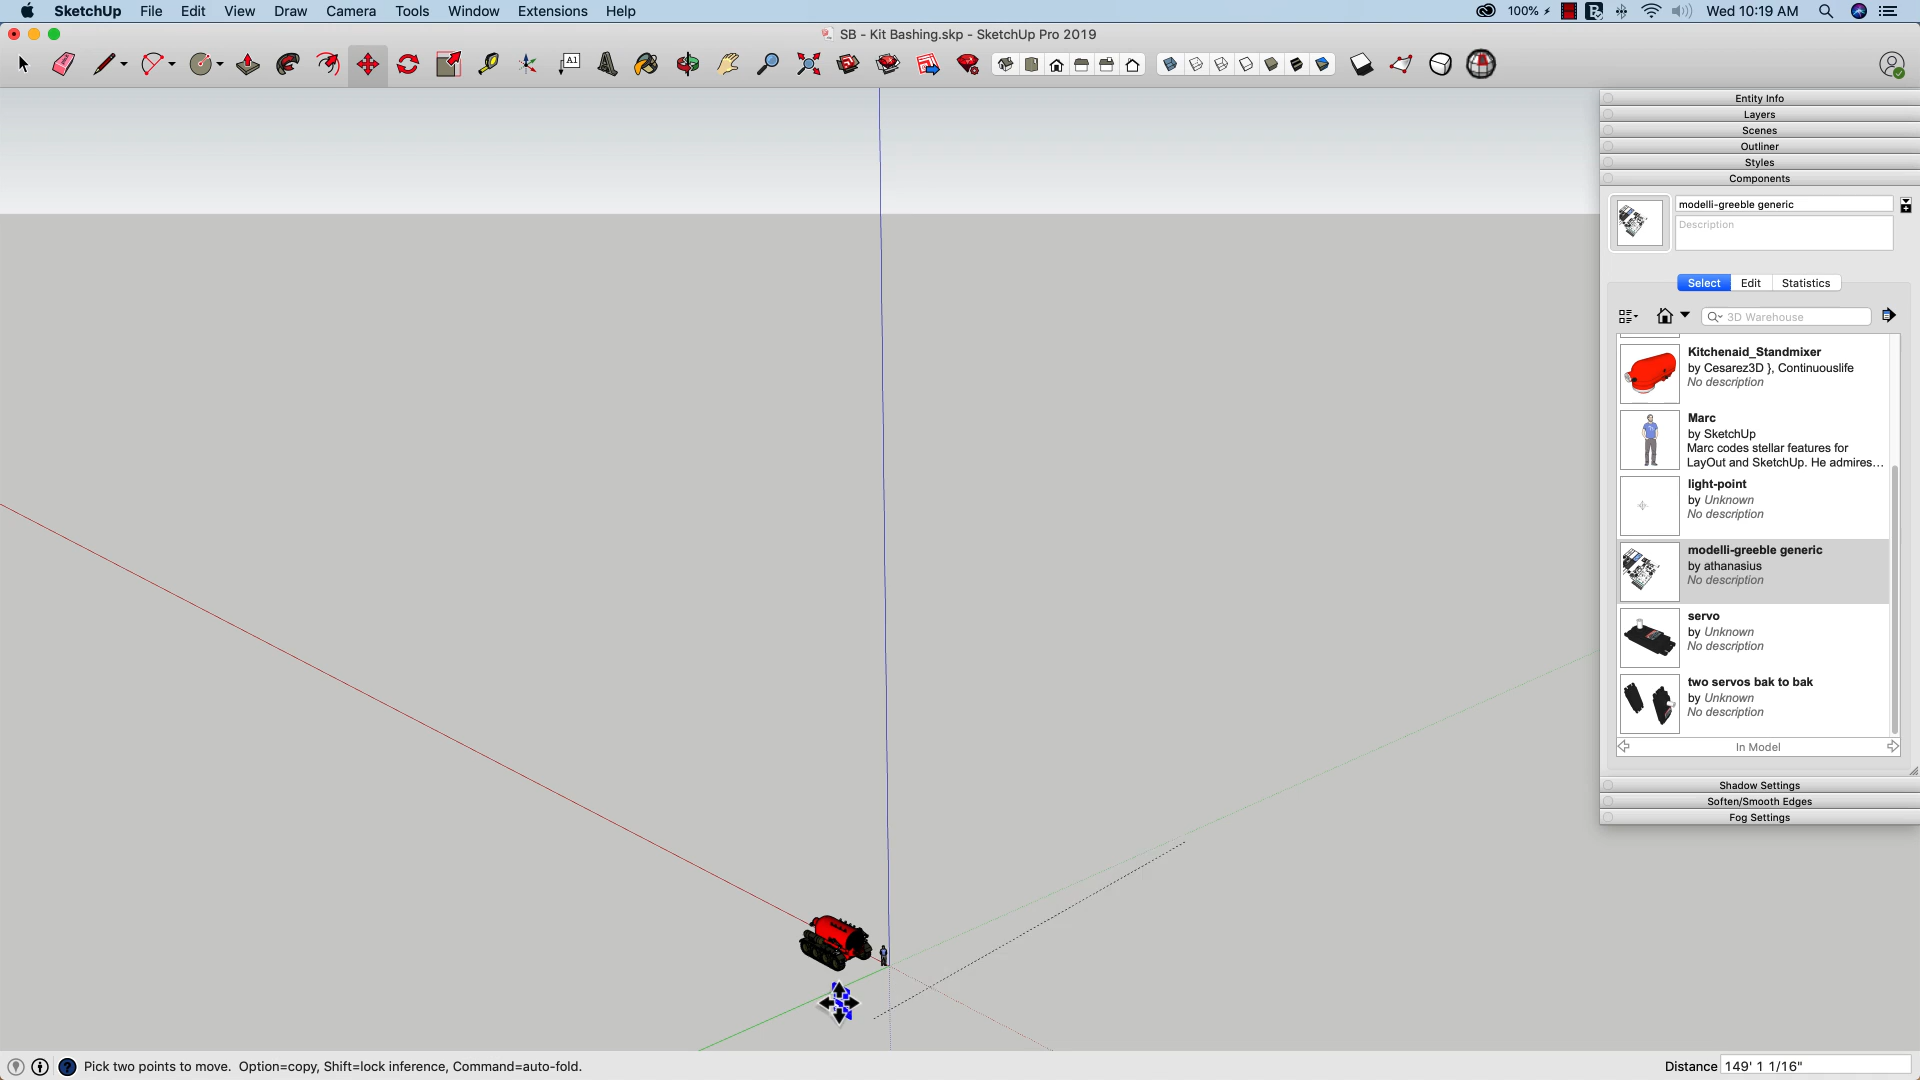 SketchUp File Edit View Draw Camera Tools Window Extensions Help 100% Wed 10:19 AM
SB - Kit Bashing.skp - SketchUp Pro 2019
A1
Entity Info
Layers
Scenes
Outliner
Styles
Components
modelli-greeble generic
Description
Select Edit Statistics
3D Warehouse
Kitchenaid_Standmixer
by Cesarez3D }, Continuouslife
No description
Marc
by SketchUp
Marc codes stellar features for
LayOut and SketchUp. He admires...
light-point
by Unknown
No description
modelli-greeble generic
by athanasius
No description
servo
by Unknown
No description
two servos bak to bak
by Unknown
No description
In Model
Shadow Settings
Soften/Smooth Edges
Fog Settings
Pick two points to move. Option=copy, Shift=lock inference, Command=auto-fold. Distance 149' 1 1/16"